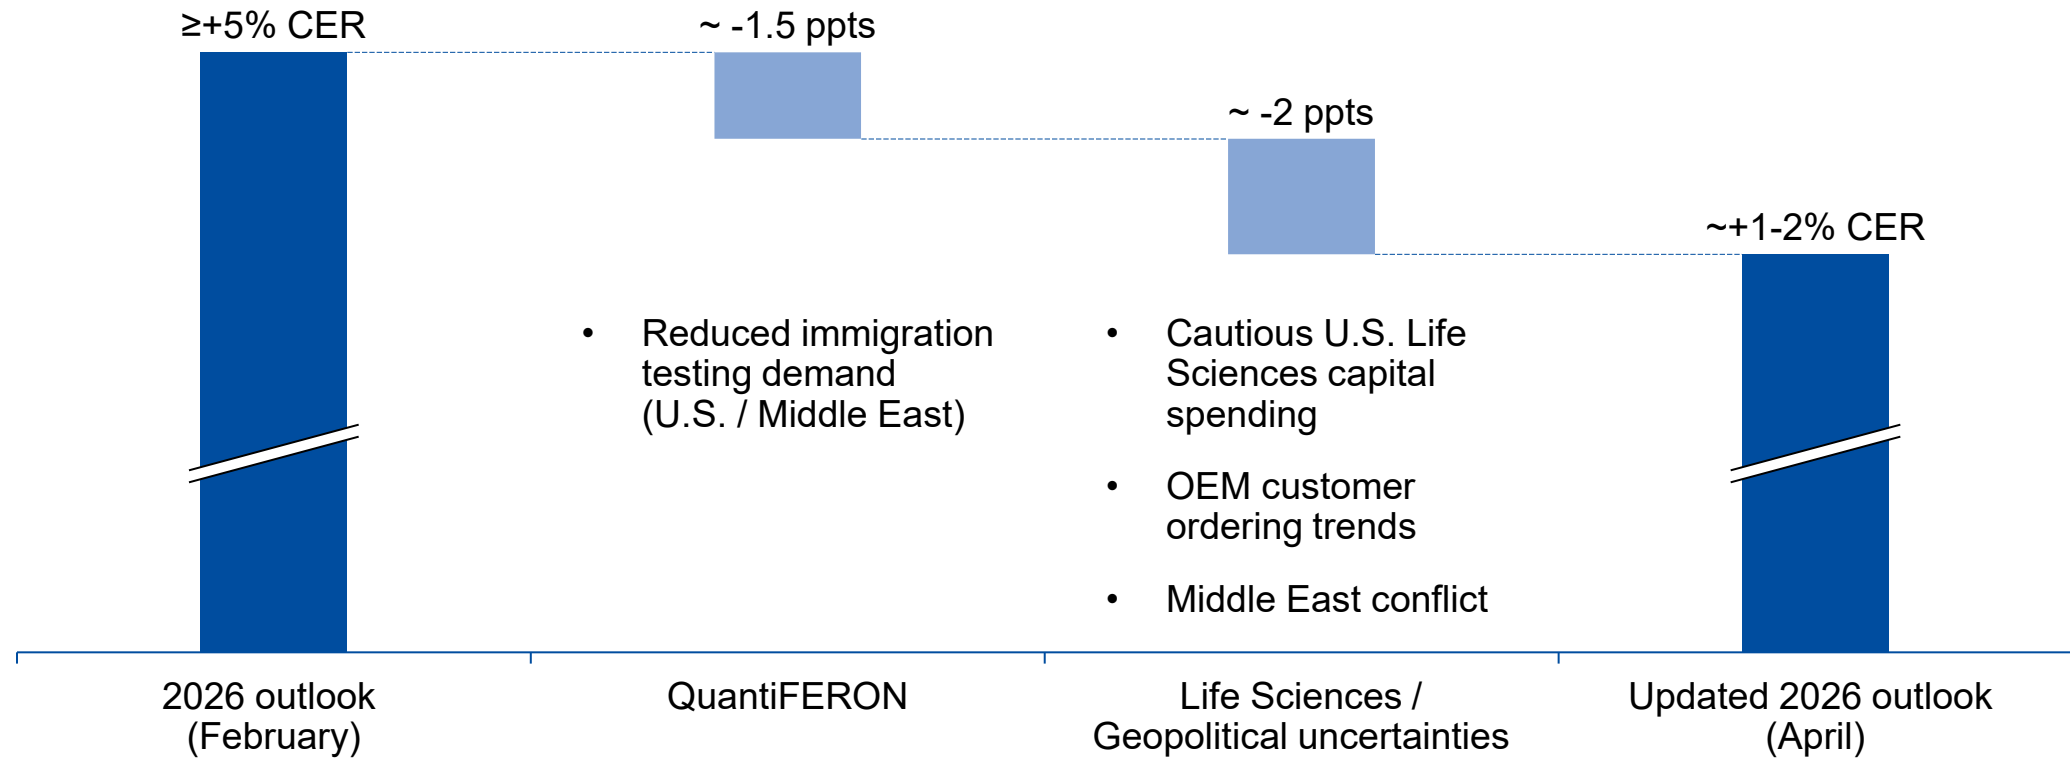 ≥+5% CER
~ -1.5 ppts
~ -2 ppts
~+1-2% CER
• Reduced immigration
testing demand
(U.S. / Middle East)
• Cautious U.S. Life
Sciences capital
spending
• OEM customer
ordering trends
• Middle East conflict
2026 outlook
(February)
QuantiFERON
Life Sciences /
Geopolitical uncertainties
Updated 2026 outlook
(April)